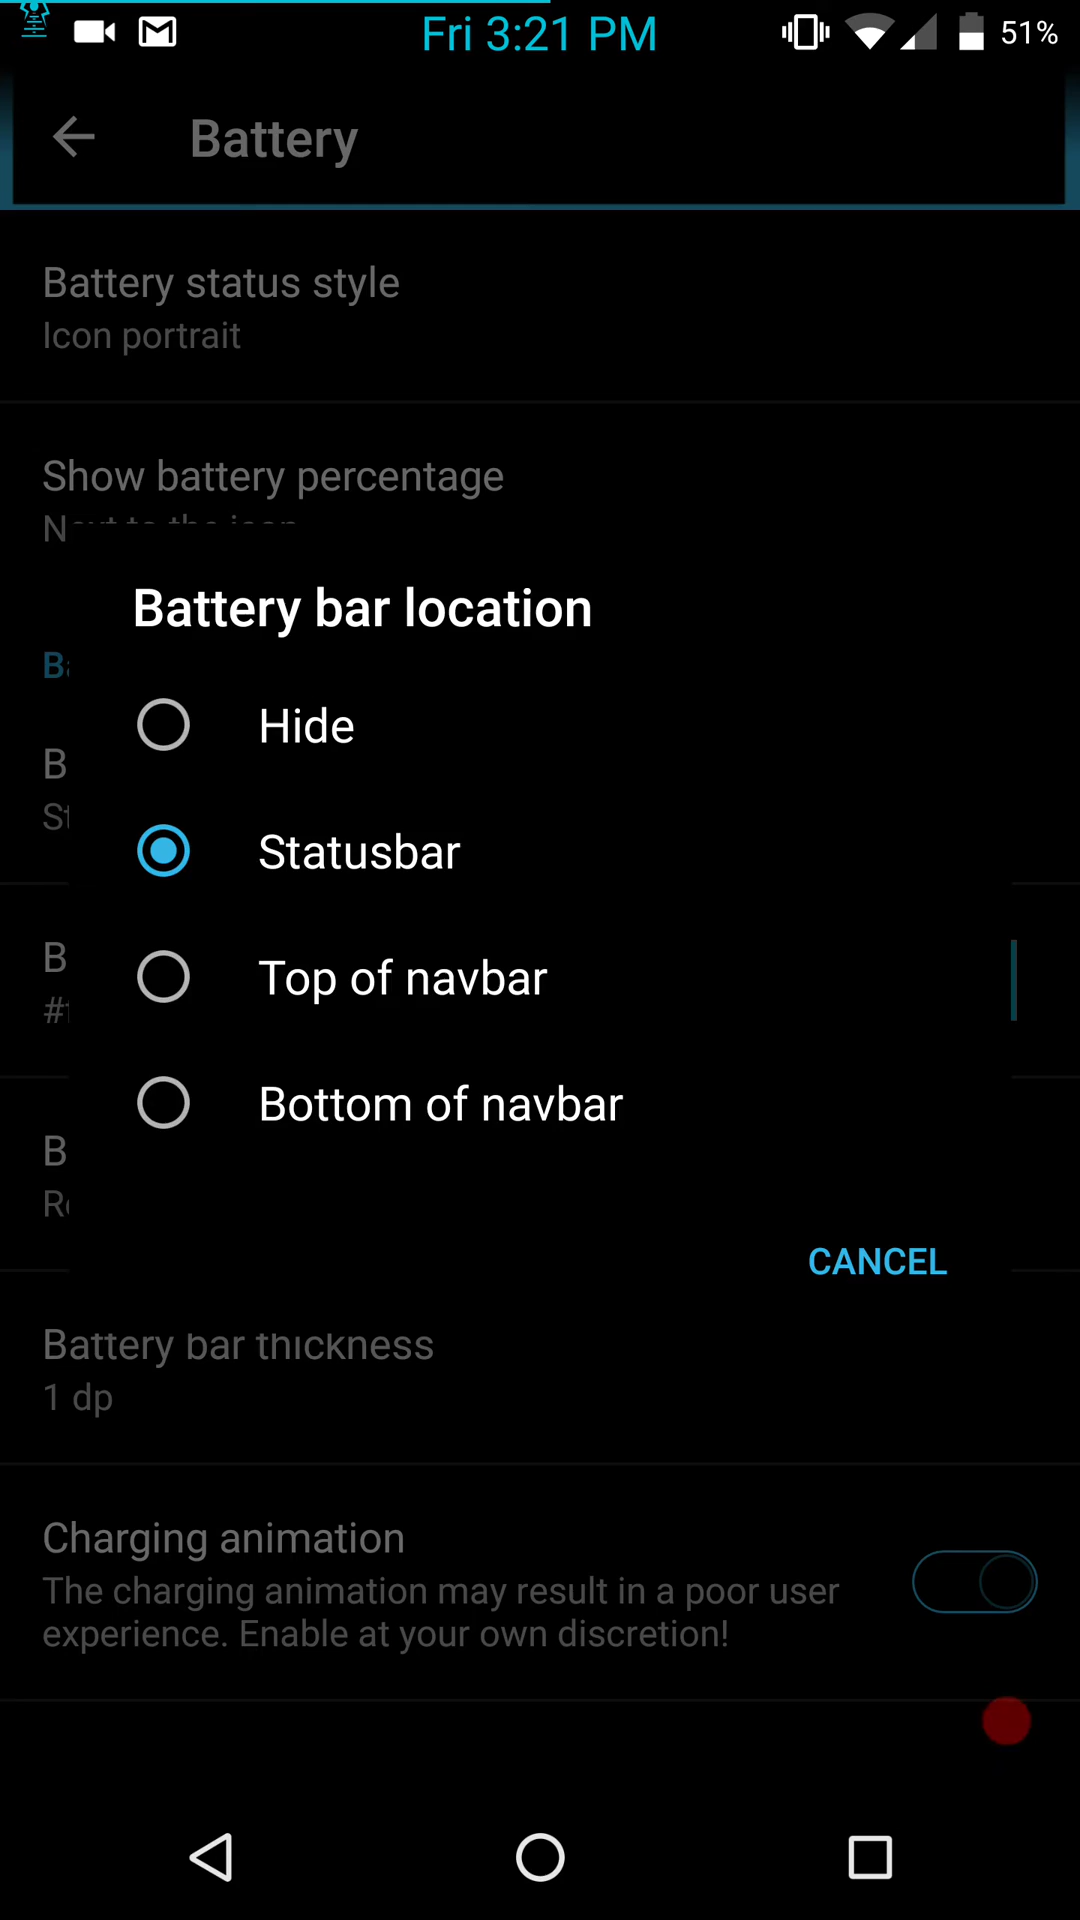 Fri 3:21 PM
51%
Battery
Battery status style
Icon portrait
Show battery percentage
Battery bar location
Hide
Statusbar
Top of navbar
Bottom of navbar
CANCEL
Battery bar thickness
1 dp
Charging animation
The charging animation may result in a poor user
experience. Enable at your own discretion!